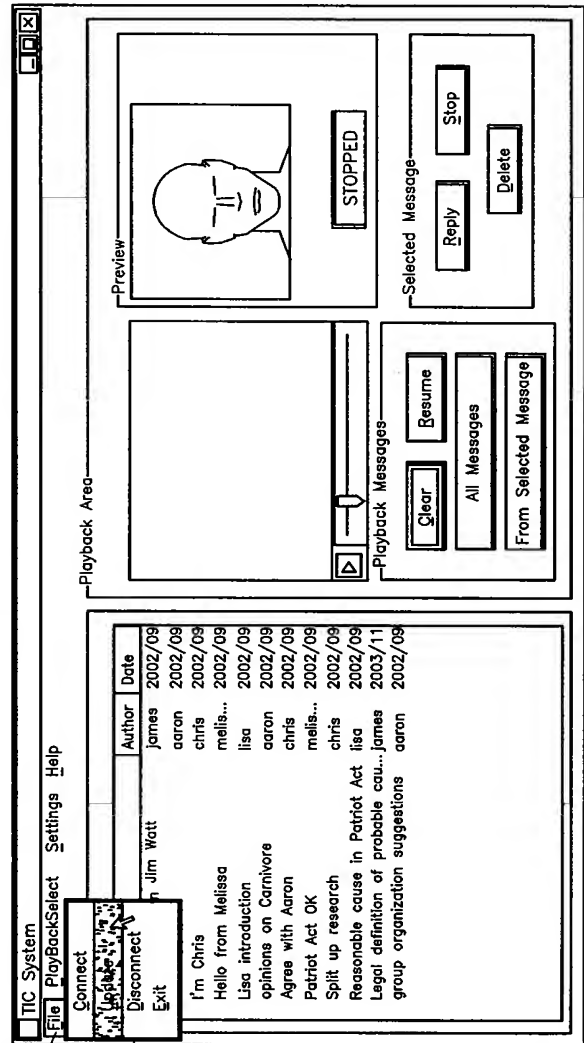 TIC System
File PlayBackSelect Settings Help
Connect
Update
Disconnect
Exit
Author Date
n Jim Watt james 2002/09
aaron 2002/09
I'm Chris chris 2002/09
Hello from Melissa melis... 2002/09
Lisa introduction lisa 2002/09
opinions on Carnivore aaron 2002/09
Agree with Aaron chris 2002/09
Patriot Act OK melis... 2002/09
Split up research chris 2002/09
Reasonable cause in Patriot Act lisa 2002/09
Legal definition of probable cau... james 2003/11
group organization suggestions aaron 2002/09
Playback Area
Preview
STOPPED
Playback Messages
Clear Resume
All Messages
From Selected Message
Selected Message
Reply Stop
Delete